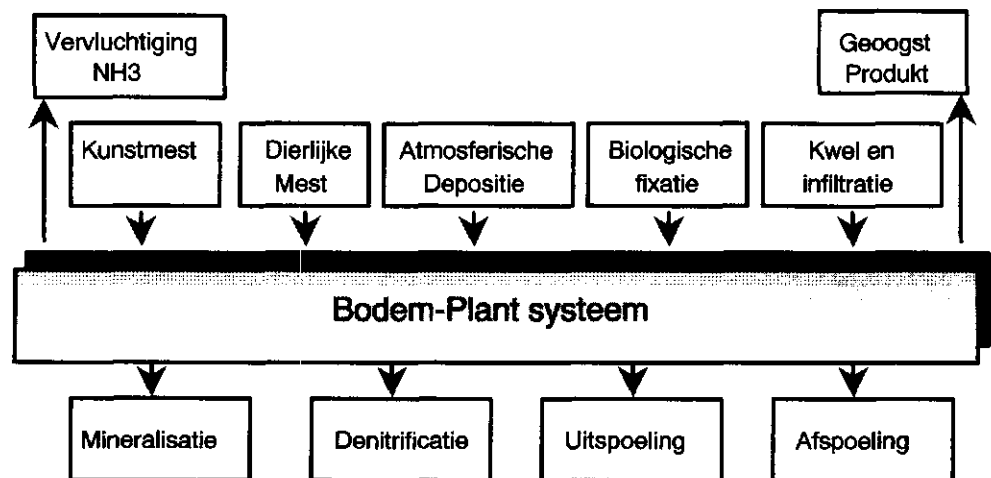 Vervluchtiging
NH3
Geoogst
Produkt
Kunstmest
Dierlijke
Mest
Atmosferische
Depositie
Biologische
fixatie
Kwel en
infiltratie
Bodem-Plant systeem
Mineralisatie
Denitrificatie
Uitspoeling
Afspoeling